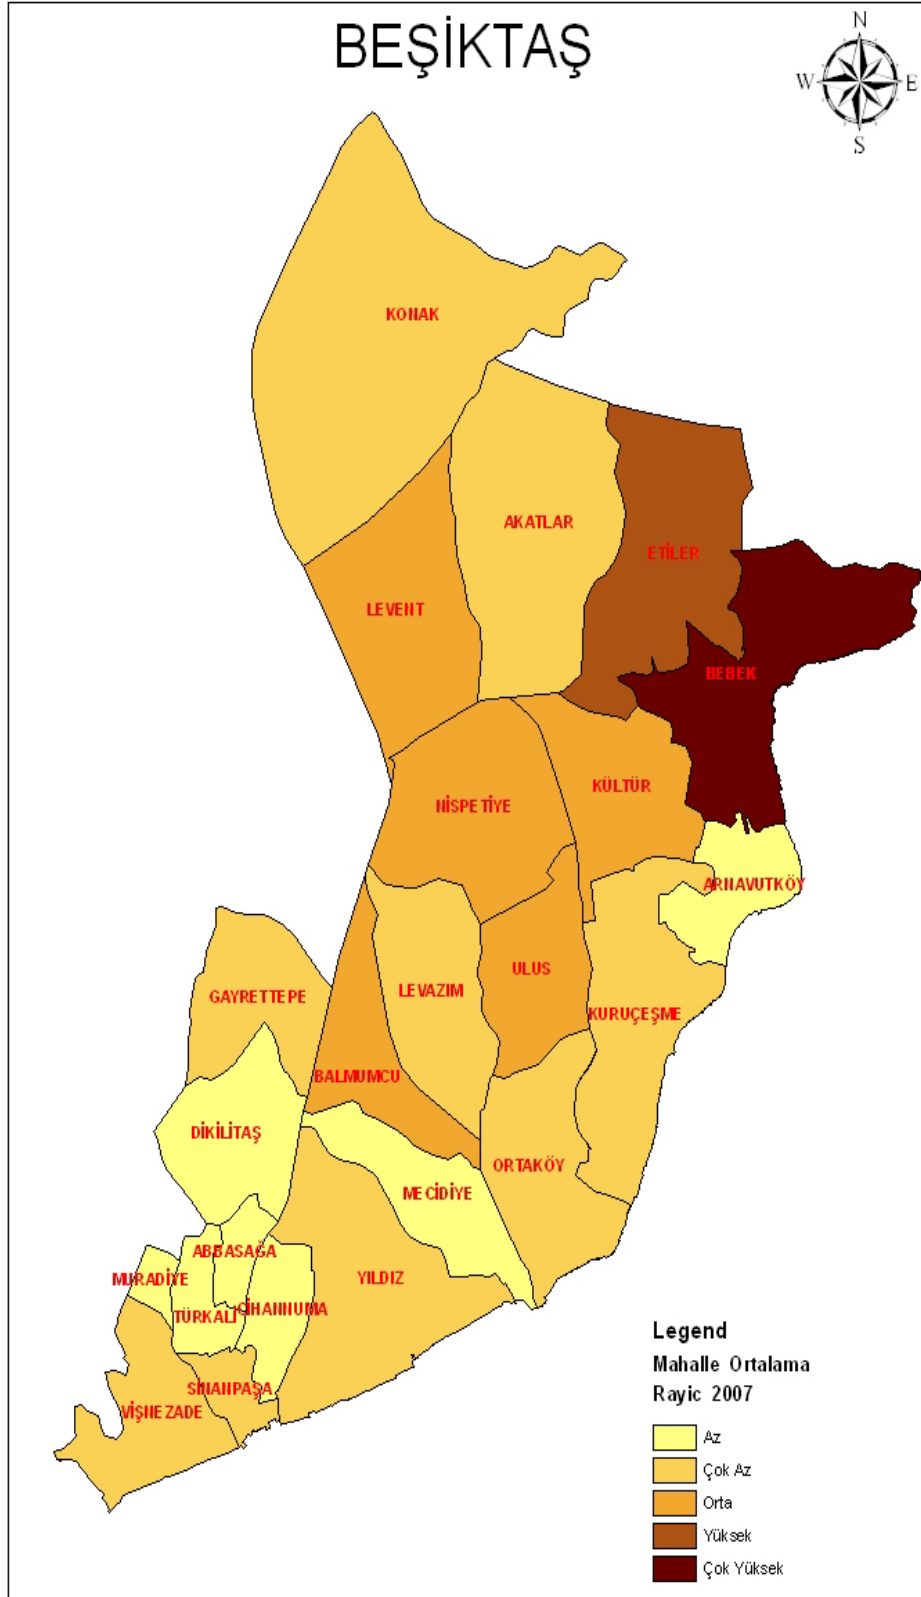 BEŞİKTAŞ
N
W E
S
KONAK
AKATLAR
ETİLER
LEVENT
BEBEK
KÜLTÜR
NİSPETİYE
ARNAVUTKÖY
ULUS
LEVAZIM
GAYRETTEPE
KURUÇEŞME
BALMUMCU
DİKİLİTAŞ
ORTAKÖY
MECİDİYE
ABBASAĞA
MURADİYE
YILDIZ
CİHANNUMA
TÜRKALİ
SİNANPAŞA
VİŞNEZADE
Legend
Mahalle Ortalama
Rayic 2007
Az
Çok Az
Orta
Yüksek
Çok Yüksek